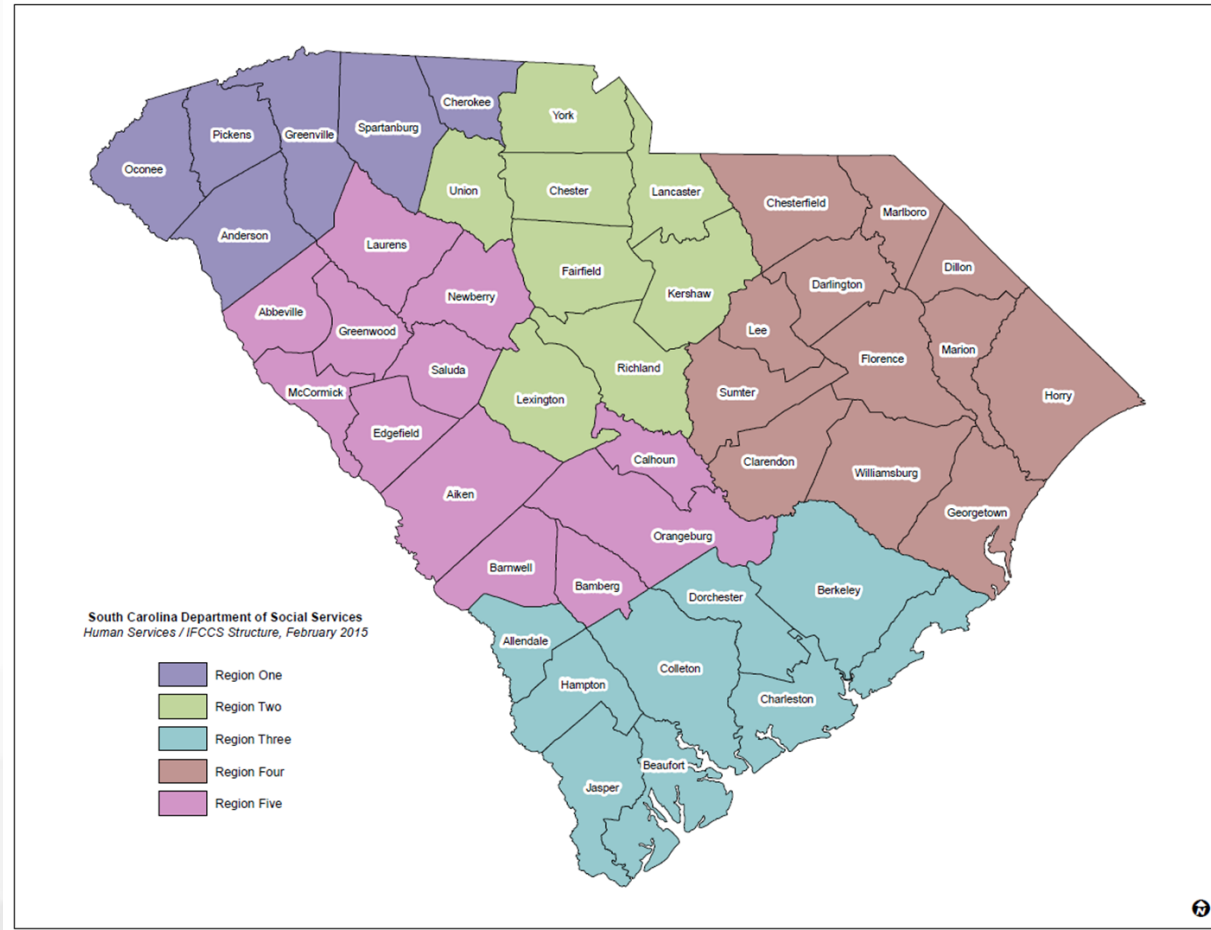 Cherokee
York
Pickens
Greenville
Spartanburg
Oconee
Union
Chester
Lancaster
Chesterfield
Marlboro
Anderson
Laurens
Fairfield
Dillon
Newberry
Kershaw
Darlington
Abbeville
Greenwood
Lee
Florence
Marion
Saluda
Richland
McCormick
Lexington
Sumter
Horry
Edgefield
Calhoun
Clarendon
Williamsburg
Aiken
Georgetown
Orangeburg
Barnwell
Bamberg
Berkeley
Dorchester
South Carolina Department of Social Services
Human Services / IFCCS Structure, February 2015
Allendale
Colleton
Hampton
Charleston
Region One
Region Two
Region Three
Beaufort
Region Four
Jasper
Region Five
N